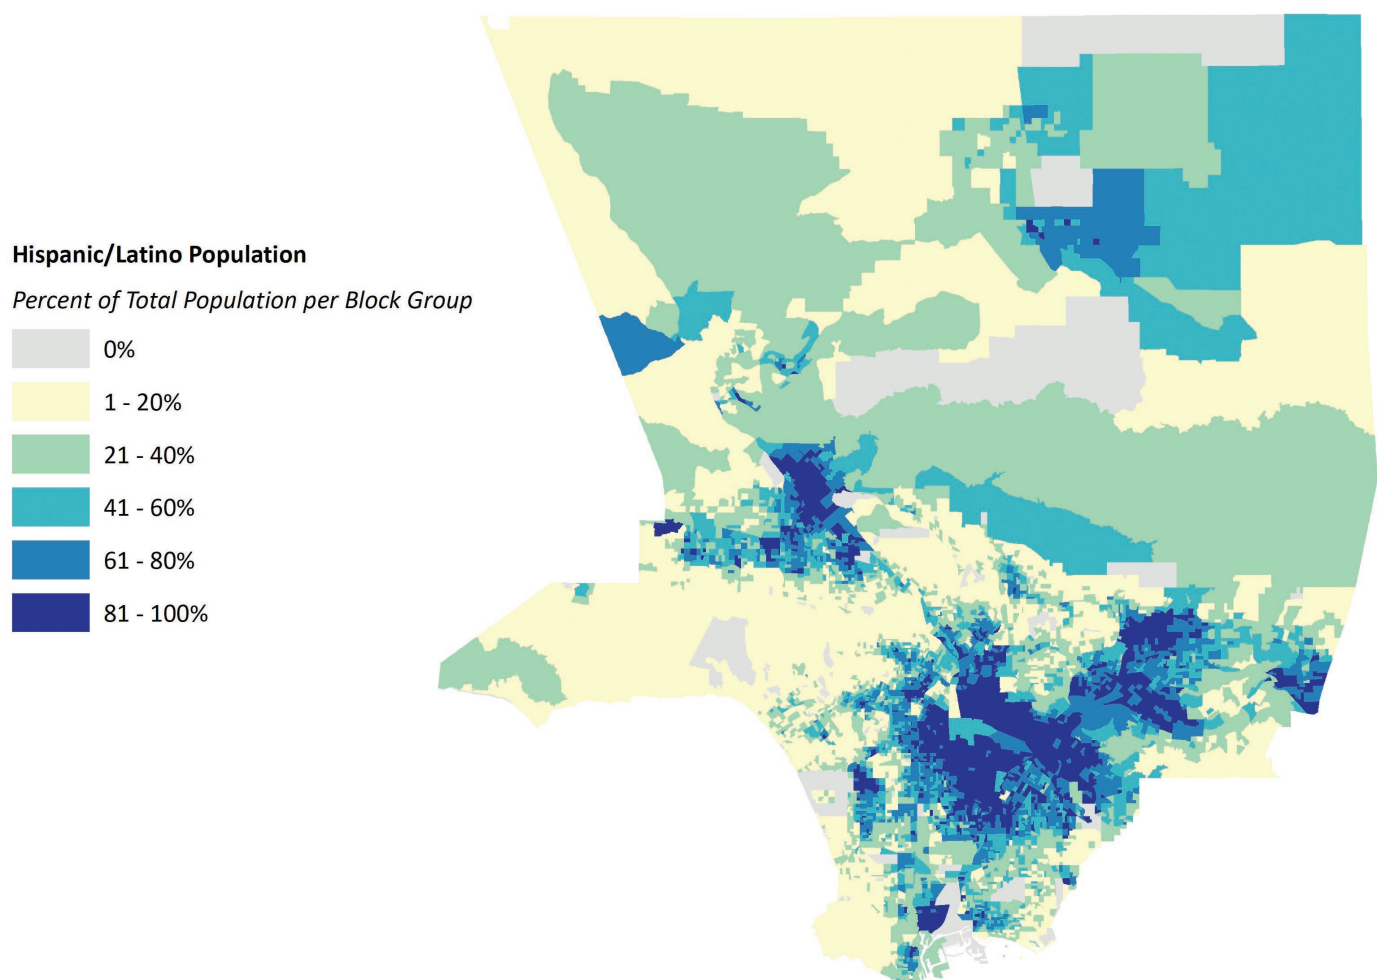 Hispanic/Latino Population
Percent of Total Population per Block Group
0%
1 - 20%
21 - 40%
41 - 60%
61 - 80%
81 - 100%